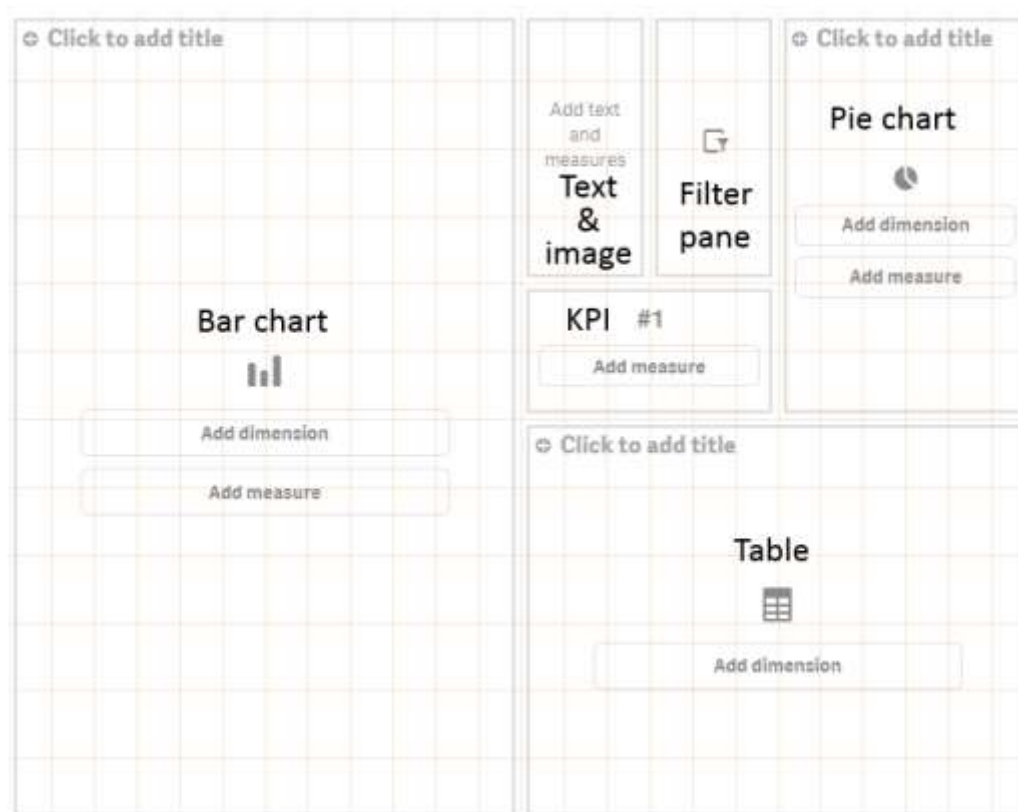 Click to add title
Bar chart
Add dimension
Add measure
Add text
and
measures
Text
&
image
Filter
pane
KPI #1
Add measure
Click to add title
Pie chart
Add dimension
Add measure
Click to add title
Table
Add dimension